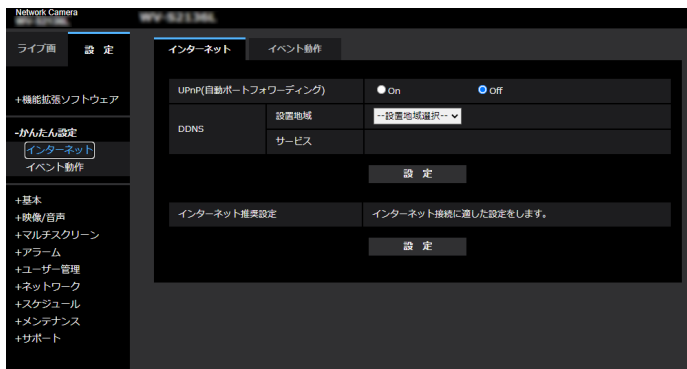 Network Camera
ライブ画
設 定
インターネット
イベント動作
+機能拡張ソフトウェア
-かんたん設定
インターネット
イベント動作
+基本
+映像/音声
+マルチスクリーン
+アラーム
+ユーザー管理
+ネットワーク
+スケジュール
+メンテナンス
+サポート
UPnP(自動ポートフォワーディング)
On
Off
DDNS
設置地域
--設置地域選択--
サービス
設 定
インターネット推奨設定
インターネット接続に適した設定をします。
設 定